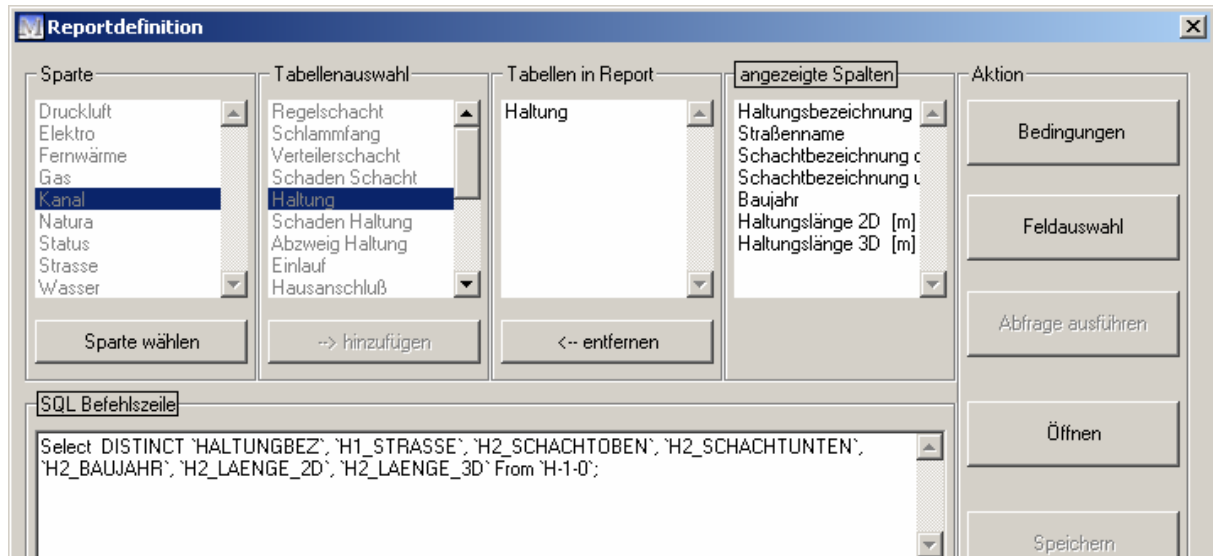 Reportdefinition
Sparte
Druckluft
Elektro
Fernwärme
Gas
Kanal
Natura
Status
Strasse
Wasser
Sparte wählen
Tabellenauswahl
Regelschacht
Schlammfang
Verteilerschacht
Schaden Schacht
Haltung
Schaden Haltung
Abzweig Haltung
Einlauf
Hausanschluß
--> hinzufügen
Tabellen in Report
Haltung
<-- entfernen
angezeigte Spalten
Haltungsbezeichnung
Straßenname
Schachtbezeichnung
Schachtbezeichnung
Baujahr
Haltungslänge 2D [m]
Haltungslänge 3D [m]
Aktion
Bedingungen
Feldauswahl
Abfrage ausführen
Öffnen
Speichern
SQL Befehlszeile
Select DISTINCT `HALTUNGBEZ`, `H1_STRASSE`, `H2_SCHACHTOBEN`, `H2_SCHACHTUNTEN`,
`H2_BAUJAHR`, `H2_LAENGE_2D`, `H2_LAENGE_3D` From `H-1-0`;